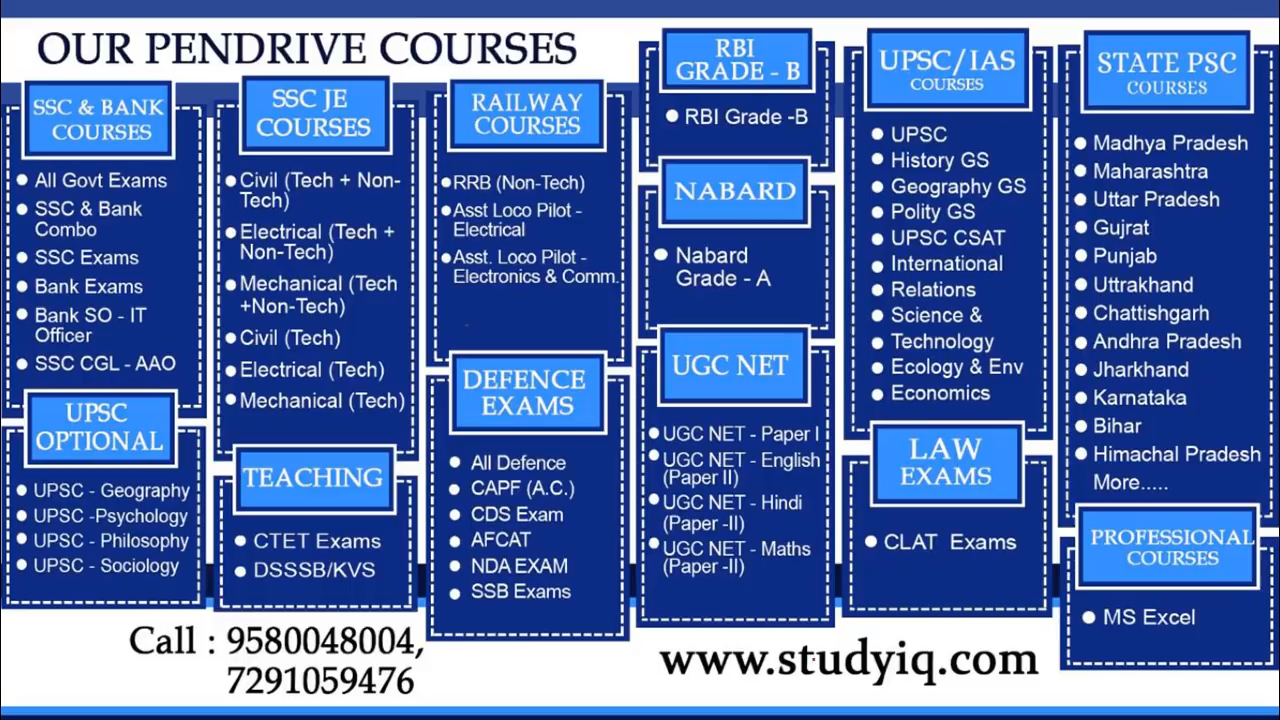 OUR PENDRIVE COURSES
SSC & BANK
COURSES
All Govt Exams
SSC & Bank
Combo
SSC Exams
Bank Exams
Bank SO - IT
Officer
SSC CGL - AAO
UPSC
OPTIONAL
UPSC - Geography
UPSC -Psychology
UPSC - Philosophy
UPSC - Sociology
SSC JE
COURSES
Civil (Tech + Non-
Tech)
Electrical (Tech +
Non-Tech)
Mechanical (Tech
+Non-Tech)
Civil (Tech)
Electrical (Tech)
Mechanical (Tech)
TEACHING
CTET Exams
DSSSB/KVS
RAILWAY
COURSES
RRB (Non-Tech)
Asst Loco Pilot -
Electrical
Asst. Loco Pilot -
Electronics & Comm.
DEFENCE
EXAMS
All Defence
CAPF (A.C.)
CDS Exam
AFCAT
NDA EXAM
SSB Exams
RBI
GRADE - B
RBI Grade -B
NABARD
Nabard
Grade - A
UGC NET
UGC NET - Paper I
UGC NET - English
(Paper II)
UGC NET - Hindi
(Paper -II)
UGC NET - Maths
(Paper -II)
UPSC/IAS
COURSES
UPSC
History GS
Geography GS
Polity GS
UPSC CSAT
International
Relations
Science &
Technology
Ecology & Env
Economics
LAW
EXAMS
CLAT Exams
STATE PSC
COURSES
Madhya Pradesh
Maharashtra
Uttar Pradesh
Gujrat
Punjab
Uttrakhand
Chattishgarh
Andhra Pradesh
Jharkhand
Karnataka
Bihar
Himachal Pradesh
More.....
PROFESSIONAL
COURSES
MS Excel
Call : 9580048004,
7291059476
www.studyiq.com